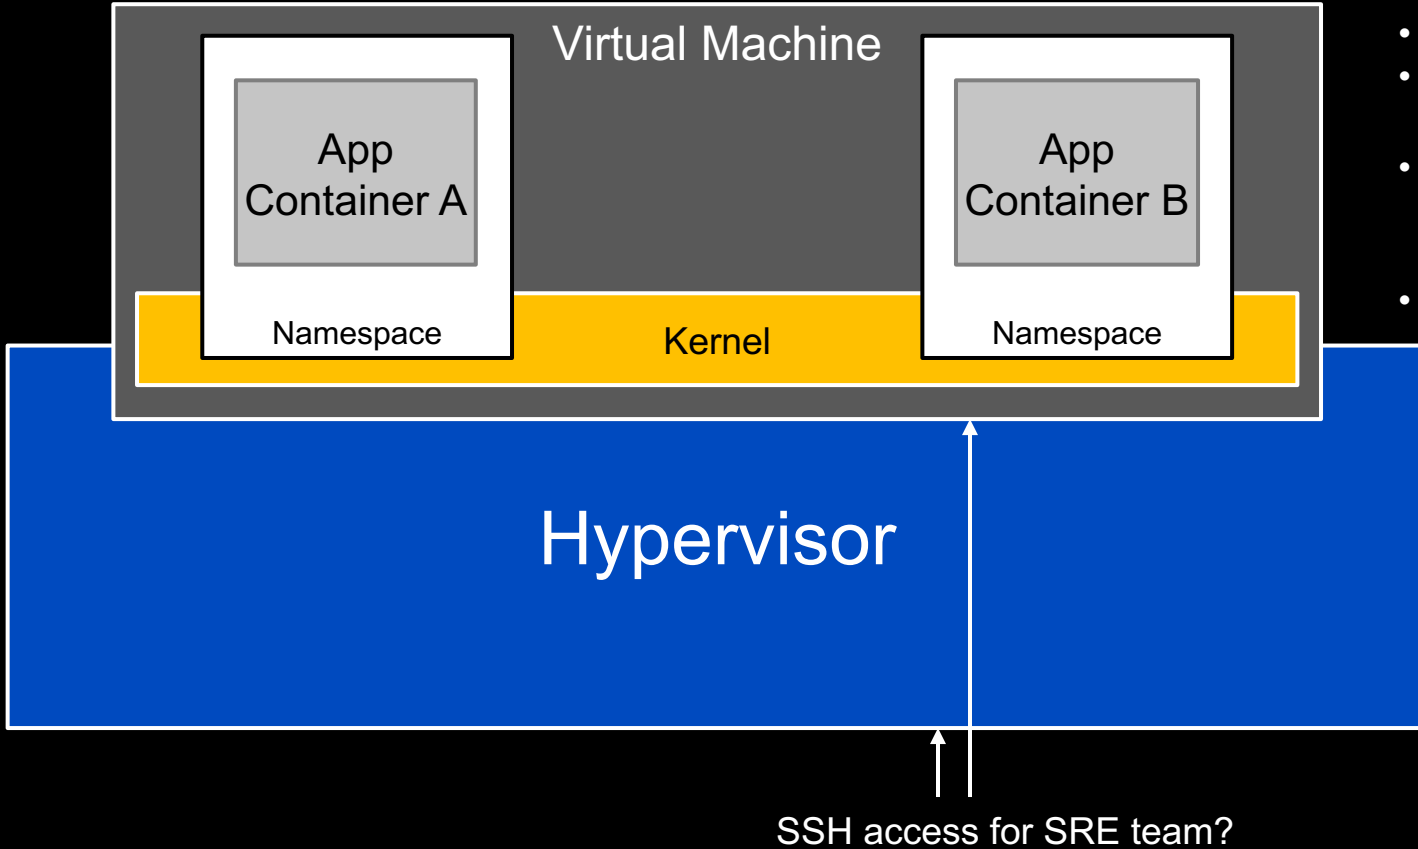 Virtual Machine
App
Container A
App
Container B
Namespace
Kernel
Namespace
Hypervisor
SSH access for SRE team?